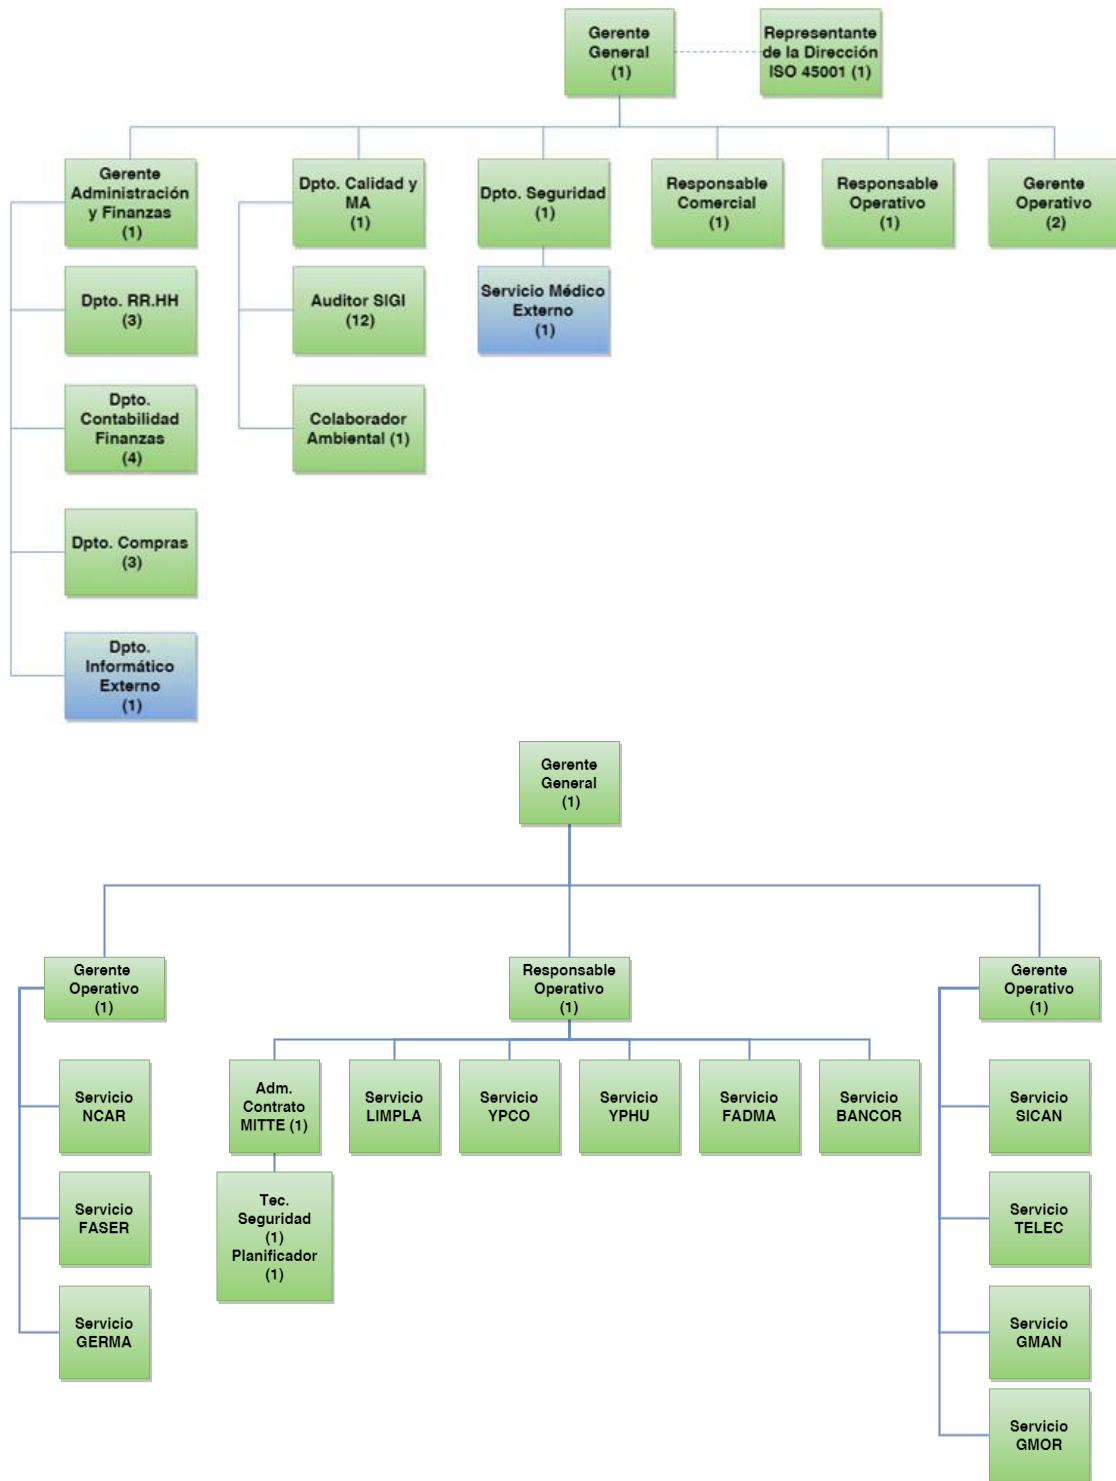 Gerente
General
(1)
Representante
de la Dirección
ISO 45001 (1)
Gerente
Administración
y Finanzas
(1)
Dpto. Calidad y
MA
(1)
Dpto. Seguridad
(1)
Responsable
Comercial
(1)
Responsable
Operativo
(1)
Gerente
Operativo
(2)
Dpto. RR.HH
(3)
Auditor SIGI
(12)
Servicio Médico
Externo
(1)
Dpto.
Contabilidad
Finanzas
(4)
Colaborador
Ambiental (1)
Dpto. Compras
(3)
Dpto.
Informático
Externo
(1)
Gerente
General
(1)
Gerente
Operativo
(1)
Responsable
Operativo
(1)
Gerente
Operativo
(1)
Servicio
NCAR
Adm.
Contrato
MITTE (1)
Servicio
LIMPLA
Servicio
YPCO
Servicio
YPHU
Servicio
FADMA
Servicio
BANCOR
Servicio
SICAN
Servicio
FASER
Tec.
Seguridad
(1)
Planificador
(1)
Servicio
TELEC
Servicio
GERMA
Servicio
GMAN
Servicio
GMOR